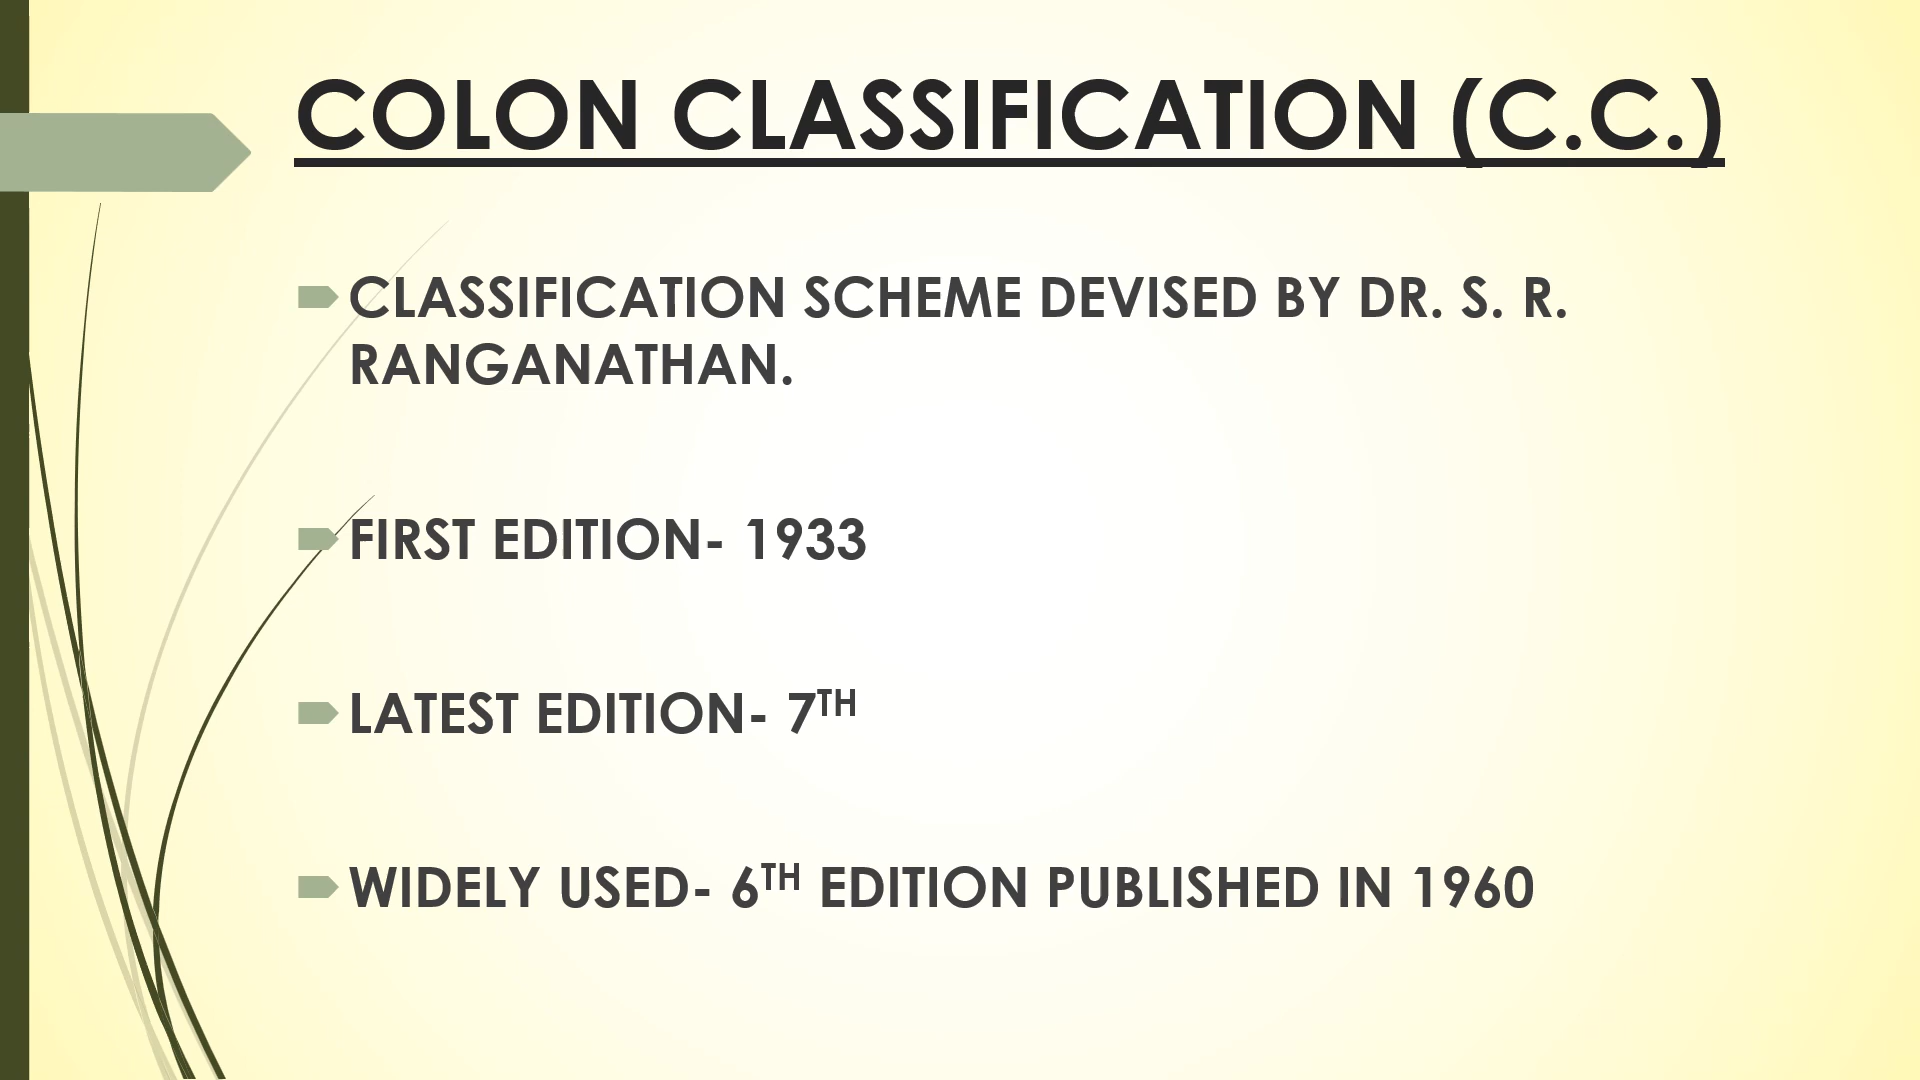 COLON CLASSIFICATION (C.C.)
CLASSIFICATION SCHEME DEVISED BY DR. S. R.
RANGANATHAN.
FIRST EDITION- 1933
LATEST EDITION- 7TH
WIDELY USED- 6TH EDITION PUBLISHED IN 1960